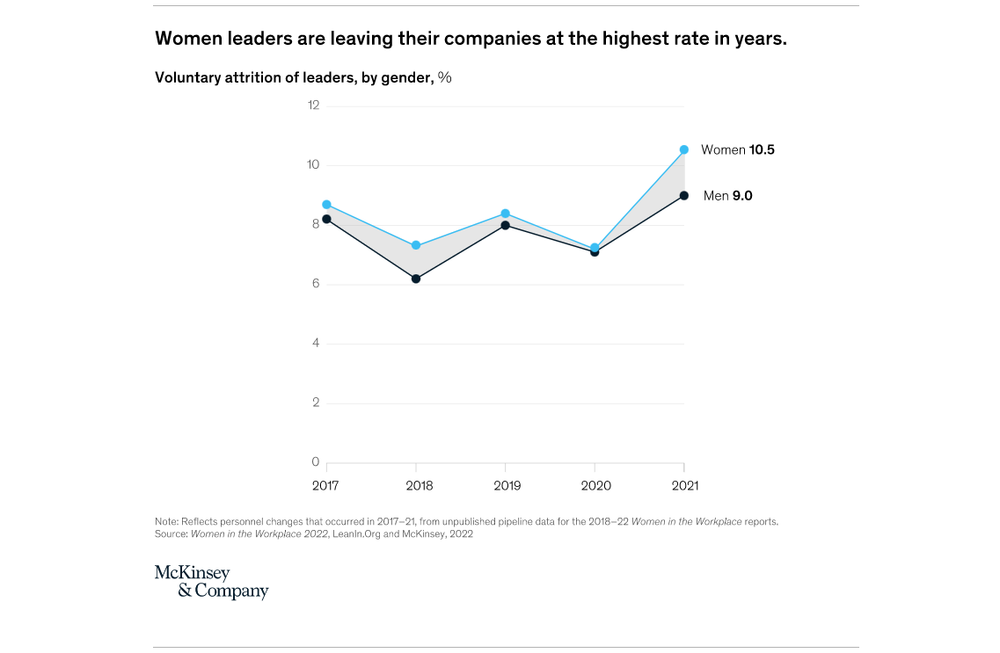 Women leaders are leaving their companies at the highest rate in years.
Voluntary attrition of leaders, by gender, %
12
10
8
6
4
2
0
Women 10.5
Men 9.0
2017 2018 2019 2020 2021
Note: Reflects personnel changes that occurred in 2017–21, from unpublished pipeline data for the 2018–22 Women in the Workplace reports.
Source: Women in the Workplace 2022, LeanIn.Org and McKinsey, 2022
McKinsey
& Company